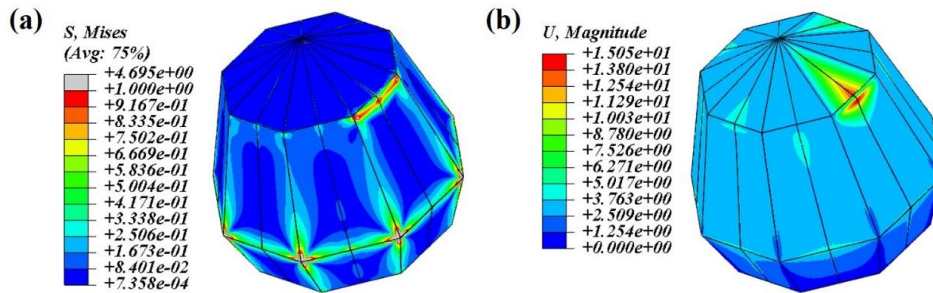 (a)
S, Mises
(Avg: 75%)
+4.695e+00
+1.000e+00
+9.167e-01
+8.335e-01
+7.502e-01
+6.669e-01
+5.836e-01
+5.004e-01
+4.171e-01
+3.338e-01
+2.506e-01
+1.673e-01
+8.401e-02
+7.358e-04
(b)
U, Magnitude
+1.505e+01
+1.380e+01
+1.254e+01
+1.129e+01
+1.003e+01
+8.780e+00
+7.526e+00
+6.271e+00
+5.017e+00
+3.763e+00
+2.509e+00
+1.254e+00
+0.000e+00